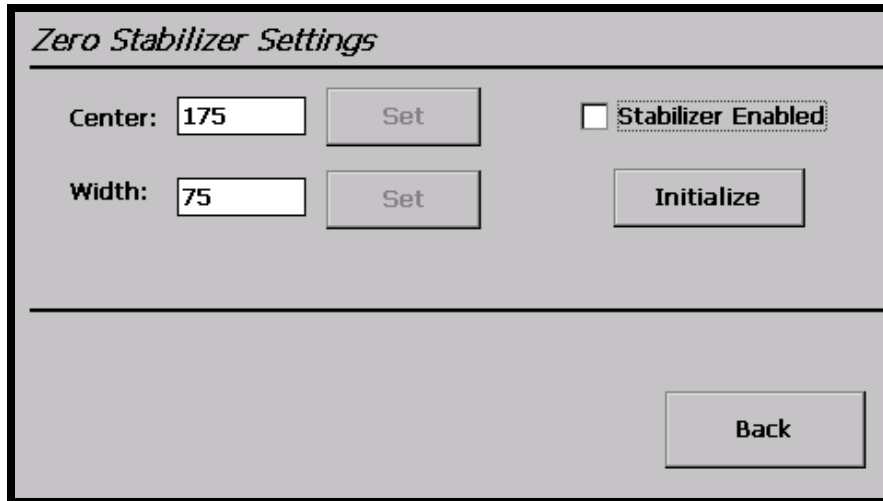 Zero Stabilizer Settings
Center: 175 Set Stabilizer Enabled
Width: 75 Set Initialize
Back